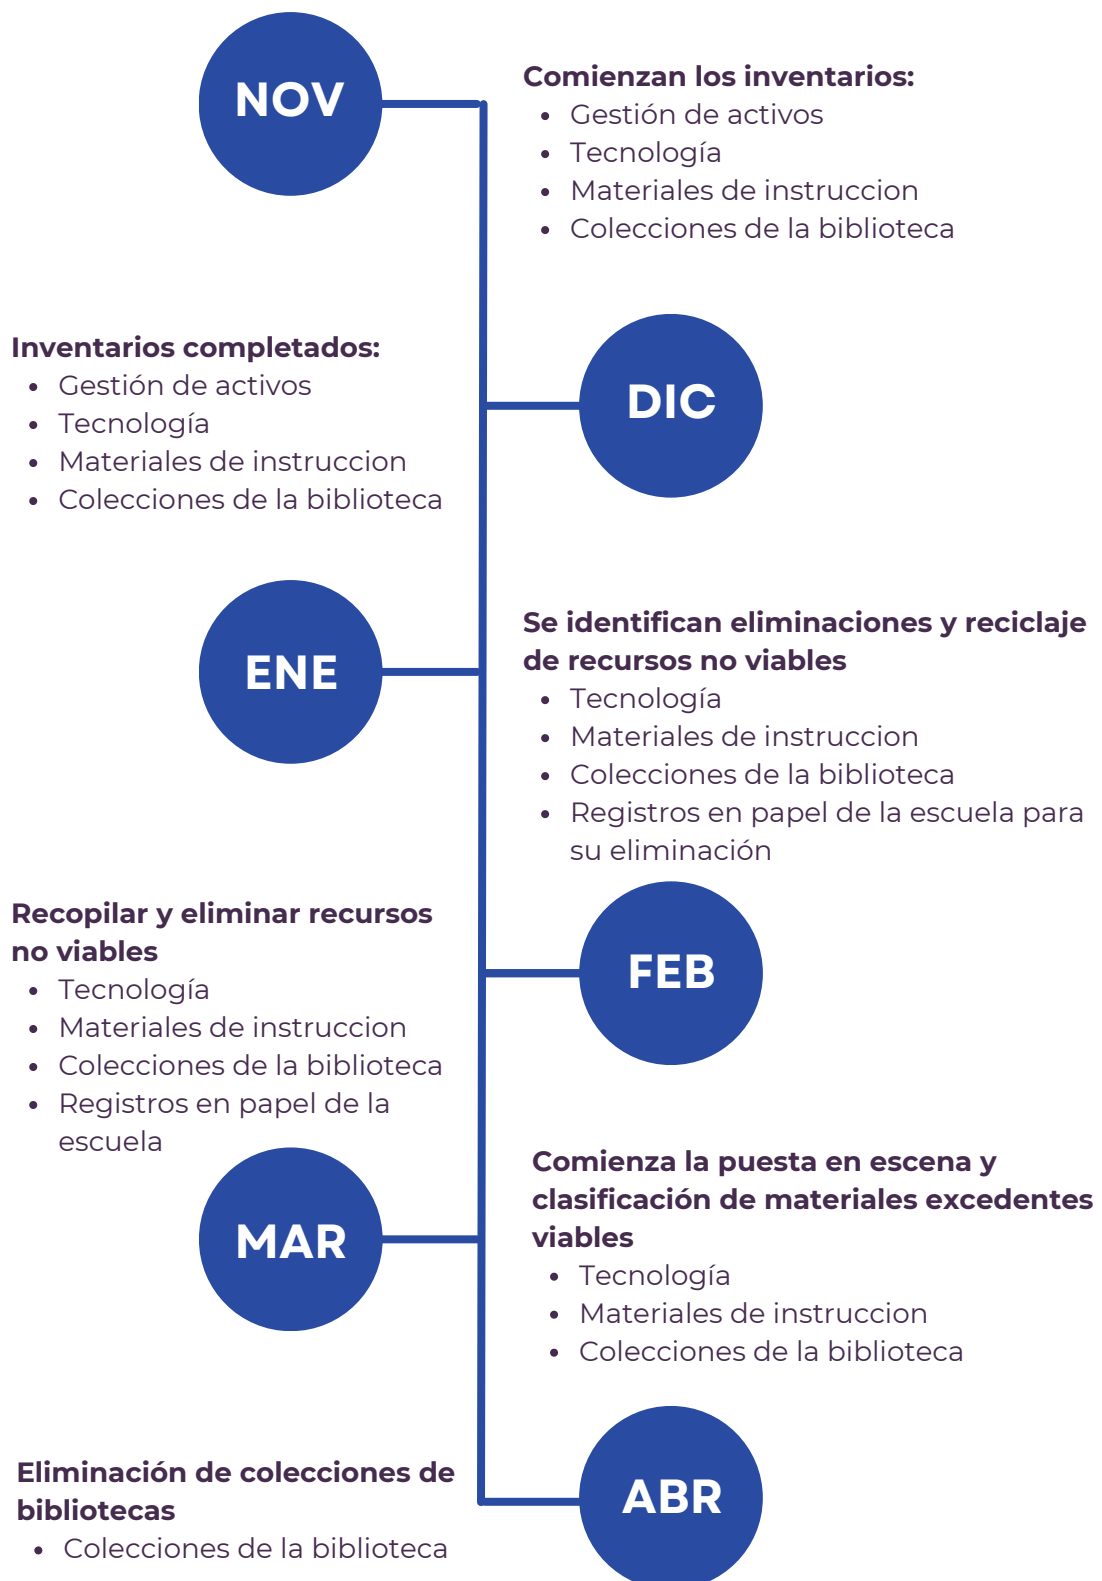 NOV
Comienzan los inventarios:
• Gestión de activos
• Tecnología
• Materiales de instruccion
• Colecciones de la biblioteca
DIC
Inventarios completados:
• Gestión de activos
• Tecnología
• Materiales de instruccion
• Colecciones de la biblioteca
ENE
Se identifican eliminaciones y reciclaje
de recursos no viables
• Tecnología
• Materiales de instruccion
• Colecciones de la biblioteca
• Registros en papel de la escuela para
su eliminación
FEB
Recopilar y eliminar recursos
no viables
• Tecnología
• Materiales de instruccion
• Colecciones de la biblioteca
• Registros en papel de la
escuela
MAR
Comienza la puesta en escena y
clasificación de materiales excedentes
viables
• Tecnología
• Materiales de instruccion
• Colecciones de la biblioteca
ABR
Eliminación de colecciones de
bibliotecas
• Colecciones de la biblioteca